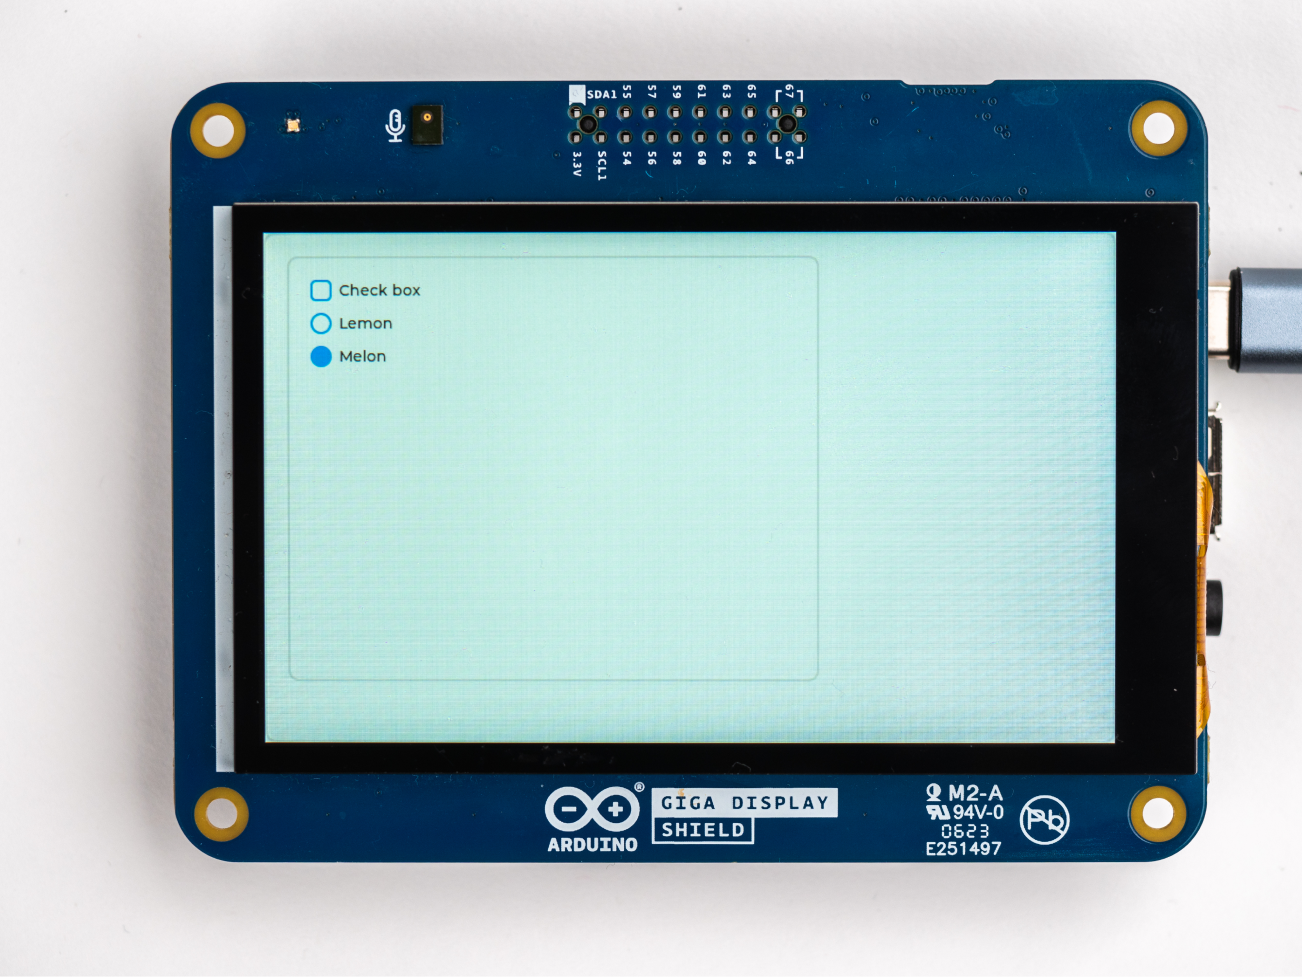 SDA1 55 57 59 61 63 65 67
3.3V SCL1 54 56 58 60 62 64 66
Check box
Lemon
Melon
ARDUINO
®
GIGA DISPLAY
SHIELD
M2-A
94V-0
0623
E251497
Pb